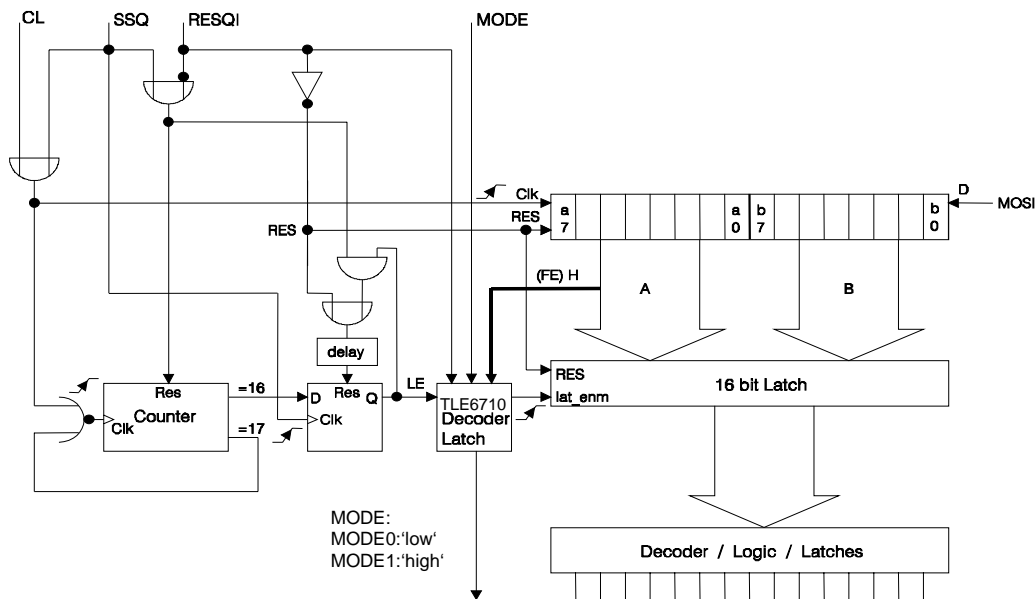 CL SSQ RESQI MODE
Clk
RES
RES
a 7
a 0
b 7
b 0
D
MOSI
(FE) H
A
B
delay
Res
=16
Counter
Clk
=17
Res
D
Q
Clk
LE
TLE6710
Decoder
Latch
RES
lat_enm
16 bit Latch
MODE:
MODE0:‘low‘
MODE1:‘high‘
Decoder / Logic / Latches